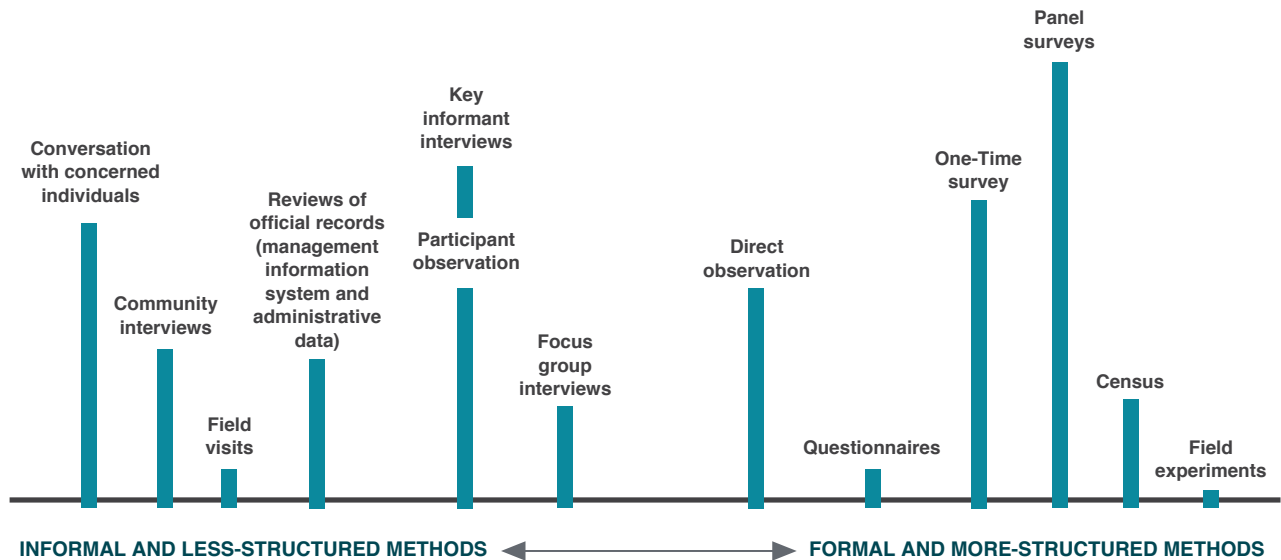 Conversation
with concerned
individuals
Community
interviews
Field
visits
Reviews of
official records
(management
information
system and
administrative
data)
Key
informant
interviews
Participant
observation
Focus
group
interviews
Direct
observation
Questionnaires
One-Time
survey
Panel
surveys
Census
Field
experiments
INFORMAL AND LESS-STRUCTURED METHODS
FORMAL AND MORE-STRUCTURED METHODS